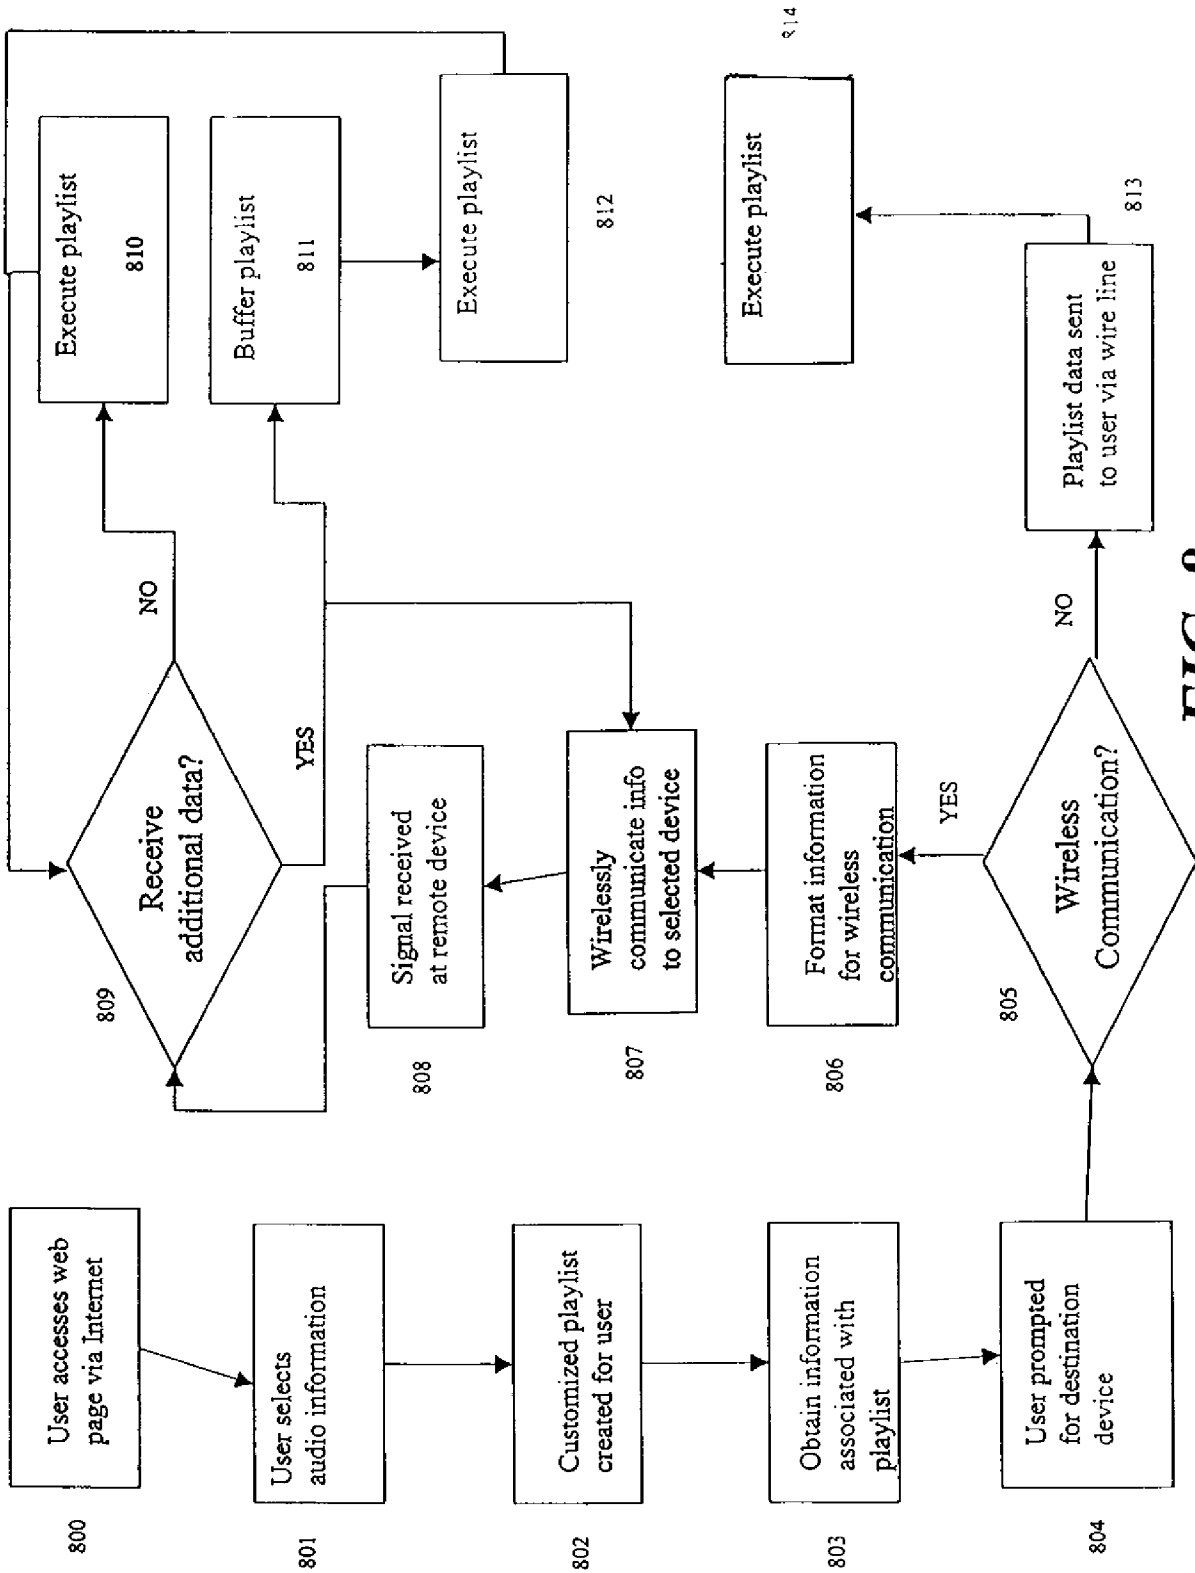 800
User accesses web
page via Internet
801
User selects
audio information
802
Customized playlist
created for user
803
Obtain information
associated with
playlist
804
User prompted
for destination
device
805
Wireless
Communication?
YES
NO
806
Format information
for wireless
communication
807
Wirelessly
communicate info
to selected device
808
Signal received
at remote device
809
Receive
additional data?
NO
YES
Execute playlist
810
Buffer playlist
811
Execute playlist
812
Playlist data sent
to user via wire line
813
Execute playlist
814